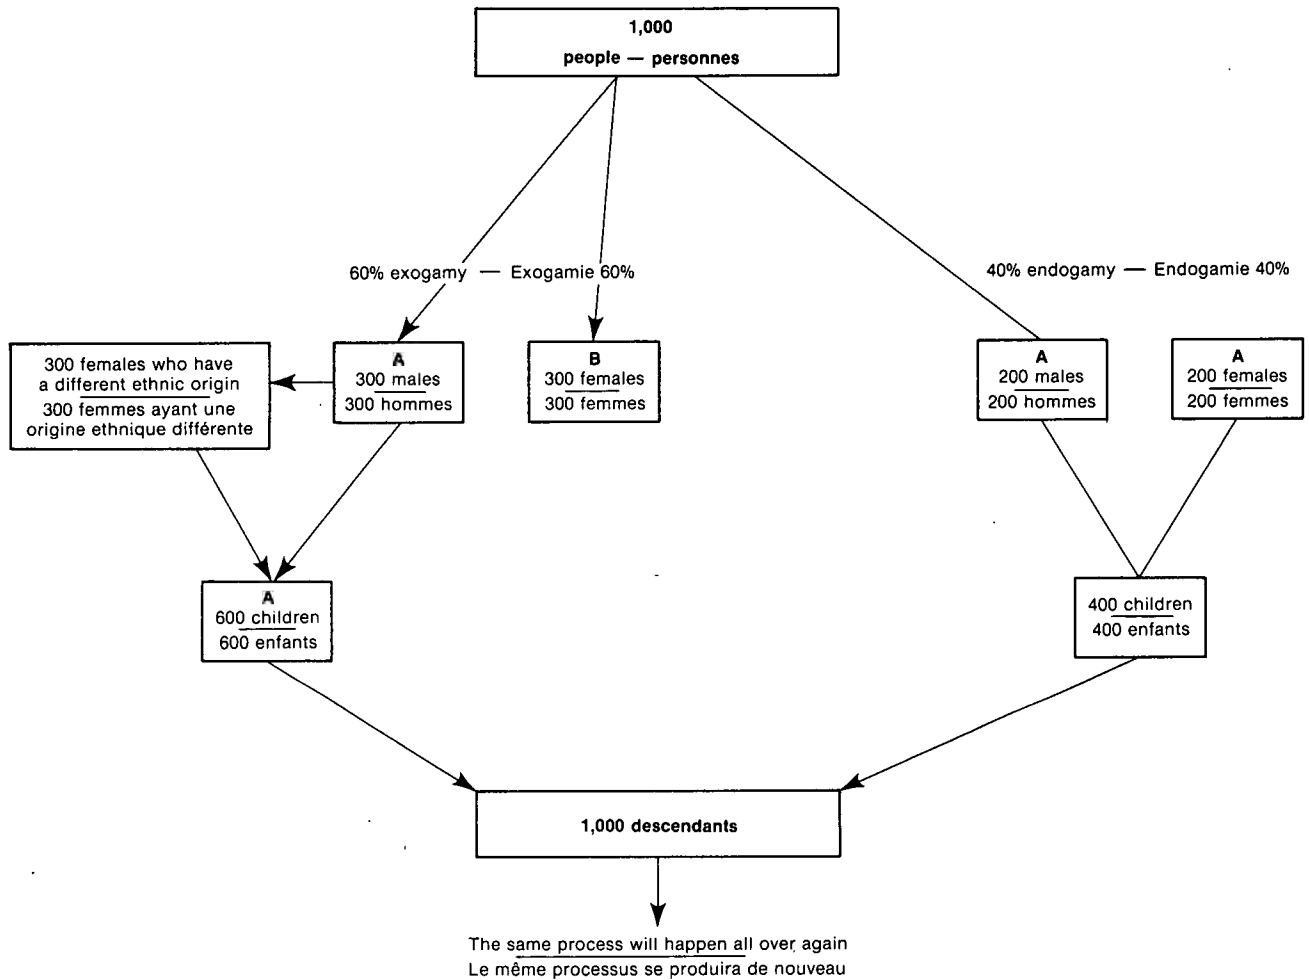 1,000
people — personnes
60% exogamy — Exogamie 60%
40% endogamy — Endogamie 40%
300 females who have
a different ethnic origin
300 femmes ayant une
origine ethnique différente
A
300 males
300 hommes
B
300 females
300 femmes
A
200 males
200 hommes
A
200 females
200 femmes
A
600 children
600 enfants
400 children
400 enfants
1,000 descendants
The same process will happen all over again
Le même processus se produira de nouveau